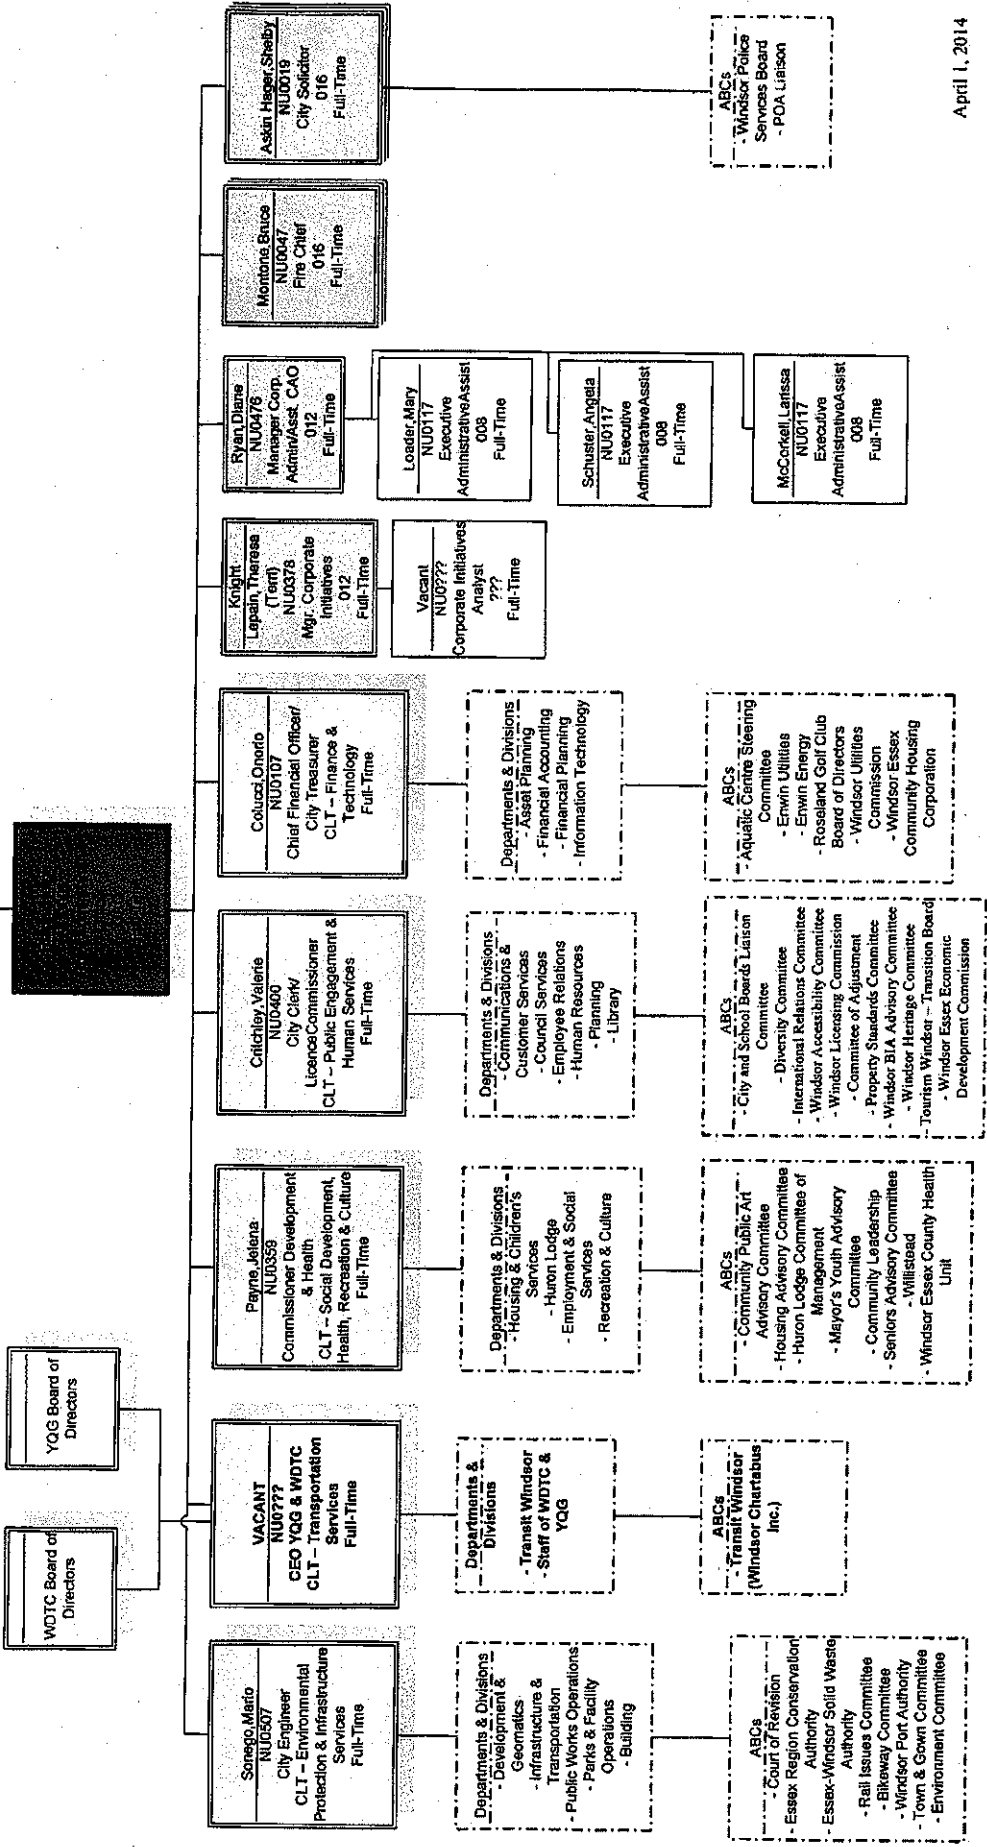 WDTC Board of
Directors
YQG Board of
Directors
Sonego,Mario
NU0507
City Engineer
CLT – Environmental
Protection & Infrastructure
Services
Full-Time
Departments & Divisions
- Development &
Geomatics
- Infrastructure &
Transportation
- Public Works Operations
- Parks & Facility
Operations
- Building
ABCs
- Court of Revision
- Essex Region Conservation
Authority
- Essex-Windsor Solid Waste
Authority
- Rail Issues Committee
- Bikeway Committee
- Windsor Port Authority
- Town & Gown Committee
- Environment Committee
VACANT
NU0???
CEO YQG & WDTC
CLT – Transportation
Services
Full-Time
Departments &
Divisions
- Transit Windsor
- Staff of WDTC &
YQG
ABCs
- Transit Windsor
(Windsor Chartabus
Inc.)
Payne,Jelena
NU0359
Commissioner Development
& Health
CLT – Social Development,
Health, Recreation & Culture
Full-Time
Departments & Divisions
- Housing & Children's
Services
- Huron Lodge
- Employment & Social
Services
- Recreation & Culture
ABCs
- Community Public Art
Advisory Committee
- Housing Advisory Committee
- Huron Lodge Committee of
Management
- Mayor's Youth Advisory
Committee
- Community Leadership
- Seniors Advisory Committee
- Willistead
- Windsor Essex County Health
Unit
Critchley,Valerie
NU0400
City Clerk/
LicenceCommissioner
CLT – Public Engagement &
Human Services
Full-Time
Departments & Divisions
- Communications &
Customer Services
- Council Services
- Employee Relations
- Human Resources
- Planning
- Library
ABCs
- City and School Boards Liaison
Committee
- Diversity Committee
- International Relations Committee
- Windsor Accessibility Committee
- Windsor Licensing Commission
- Committee of Adjustment
- Property Standards Committee
- Windsor BIA Advisory Committee
- Windsor Heritage Committee
- Tourism Windsor – Transition Board
- Windsor Essex Economic
Development Commission
Colucci,Onorio
NU0107
Chief Financial Officer/
City Treasurer
CLT – Finance &
Technology
Full-Time
Departments & Divisions
- Asset Planning
- Financial Accounting
- Financial Planning
- Information Technology
ABCs
- Aquatic Centre Steering
Committee
- Enwin Utilities
- Enwin Energy
- Roseland Golf Club
Board of Directors
- Windsor Utilities
Commission
- Windsor Essex
Community Housing
Corporation
Knight
Lepain,Theresa
(Terri)
NU0378
Mgr. Corporate
Initiatives
012
Full-Time
Vacant
NU0???
Corporate Initiatives
Analyst
???
Full-Time
Ryan,Diane
NU0476
Manager Corp.
Admin/Asst. CAO
012
Full-Time
Loader,Mary
NU0117
Executive
AdministrativeAssist
008
Full-Time
Schuster,Angela
NU0117
Executive
AdministrativeAssist
008
Full-Time
McCorkell,Larissa
NU0117
Executive
AdministrativeAssist
008
Full-Time
Montone,Bruce
NU0047
Fire Chief
016
Full-Time
Askin Hager,Shelby
NU0019
City Solicitor
016
Full-Time
ABCs
- Windsor Police
Services Board
- POA Liaison
April 1, 2014